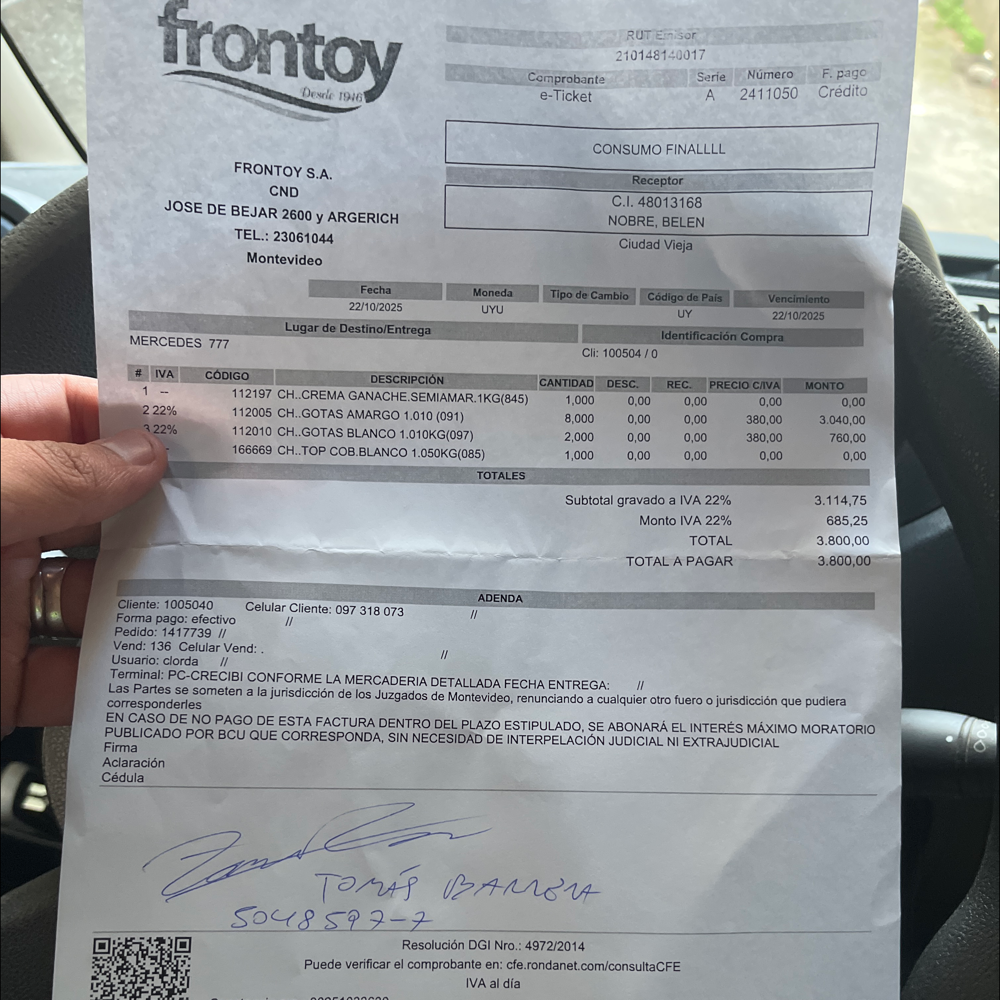 frontoy
Desde 1946
RUT Emisor
210148140017
Comprobante Serie Número F. pago
e-Ticket A 2411050 Crédito
CONSUMO FINALLLL
Receptor
C.I. 48013168
NOBRE, BELEN
Ciudad Vieja
FRONTOY S.A.
CND
JOSE DE BEJAR 2600 y ARGERICH
TEL.: 23061044
Montevideo
Fecha Moneda Tipo de Cambio Código de País Vencimiento
22/10/2025 UYU UY 22/10/2025
Lugar de Destino/Entrega Identificación Compra
MERCEDES 777 Cli: 100504 / 0
# IVA CÓDIGO DESCRIPCIÓN CANTIDAD DESC. REC. PRECIO C/IVA MONTO
1 -- 112197 CH..CREMA GANACHE.SEMIAMAR.1KG(845) 1,000 0,00 0,00 0,00 0,00
2 22% 112005 CH..GOTAS AMARGO 1.010 (091) 8,000 0,00 0,00 380,00 3.040,00
3 22% 112010 CH..GOTAS BLANCO 1.010KG(097) 2,000 0,00 0,00 380,00 760,00
166669 CH..TOP COB.BLANCO 1.050KG(085) 1,000 0,00 0,00 0,00 0,00
TOTALES
Subtotal gravado a IVA 22% 3.114,75
Monto IVA 22% 685,25
TOTAL 3.800,00
TOTAL A PAGAR 3.800,00
ADENDA
Cliente: 1005040 Celular Cliente: 097 318 073 //
Forma pago: efectivo //
Pedido: 1417739 //
Vend: 136 Celular Vend: . //
Usuario: clorda //
Terminal: PC-CRECIBI CONFORME LA MERCADERIA DETALLADA FECHA ENTREGA: //
Las Partes se someten a la jurisdicción de los Juzgados de Montevideo, renunciando a cualquier otro fuero o jurisdicción que pudiera
corresponderles
EN CASO DE NO PAGO DE ESTA FACTURA DENTRO DEL PLAZO ESTIPULADO, SE ABONARÁ EL INTERÉS MÁXIMO MORATORIO
PUBLICADO POR BCU QUE CORRESPONDA, SIN NECESIDAD DE INTERPELACIÓN JUDICIAL NI EXTRAJUDICIAL
Firma
Aclaración
Cédula
TOMÁS IBARRERA
5048597-7
Resolución DGI Nro.: 4972/2014
Puede verificar el comprobante en: cfe.rondanet.com/consultaCFE
IVA al día